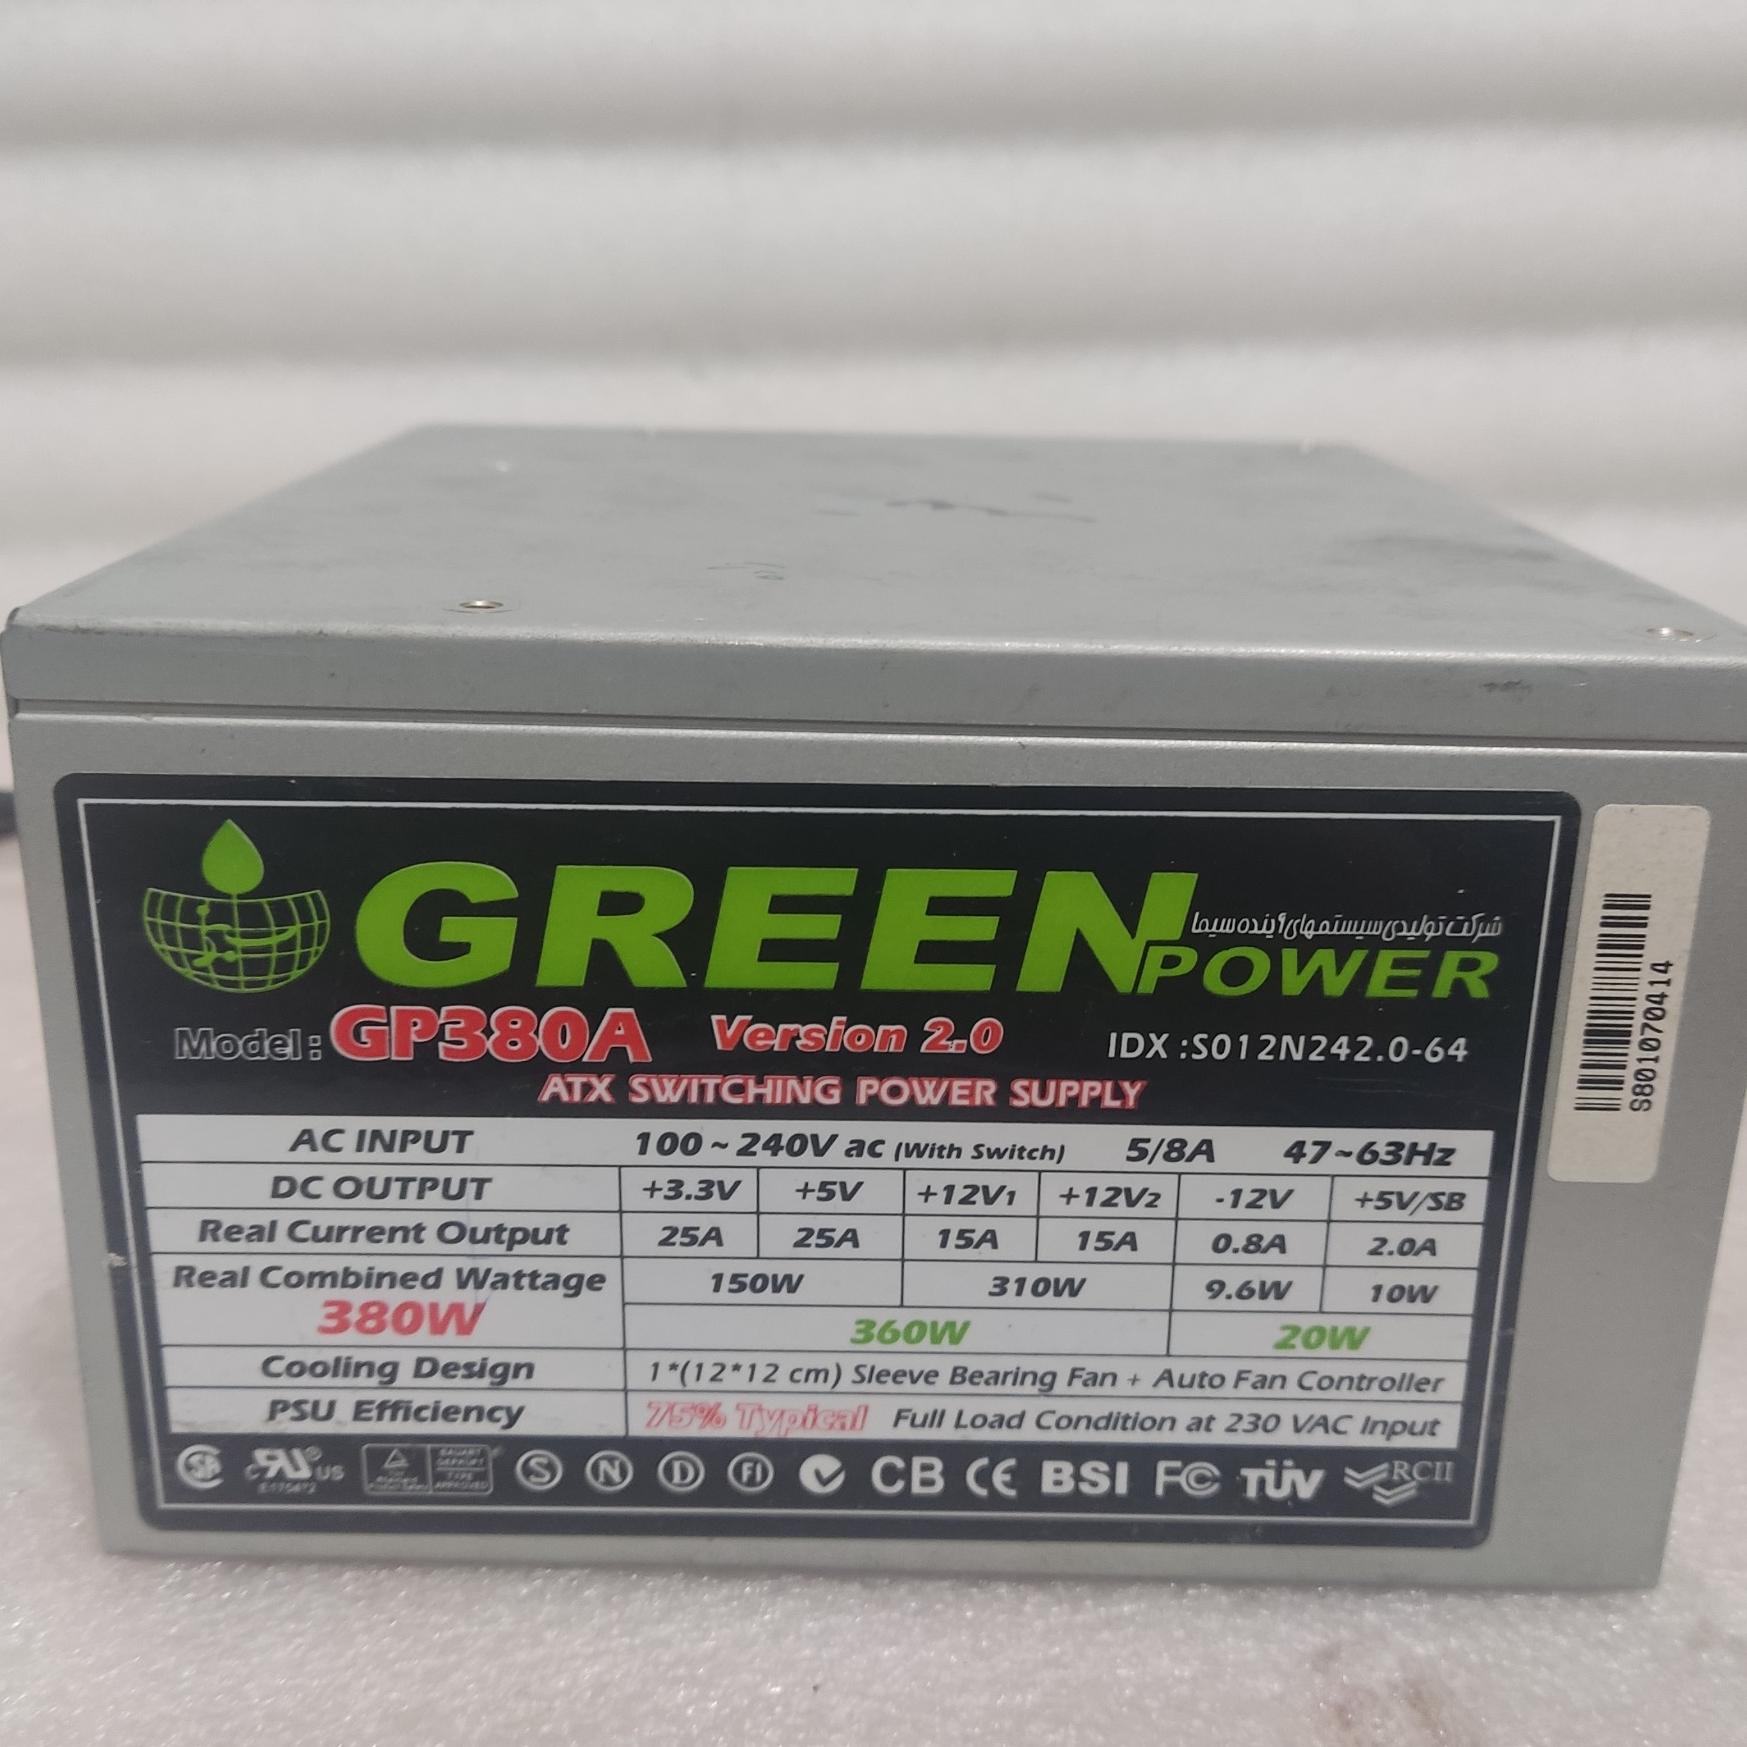 GREEN
شرکت تولیدی سیستمهای آینده سیما
POWER
Model: GP380A Version 2.0 IDX :S012N242.0-64
ATX SWITCHING POWER SUPPLY
AC INPUT 100 ~ 240V ac (With Switch) 5/8A 47~63Hz
DC OUTPUT +3.3V +5V +12V1 +12V2 -12V +5V/SB
Real Current Output 25A 25A 15A 15A 0.8A 2.0A
Real Combined Wattage 150W 310W 9.6W 10W
380W 360W 20W
Cooling Design 1*(12*12 cm) Sleeve Bearing Fan + Auto Fan Controller
PSU Efficiency 75% Typical Full Load Condition at 230 VAC Input
S N D FI CB CE BSI FC TÜV RCII
S801070414